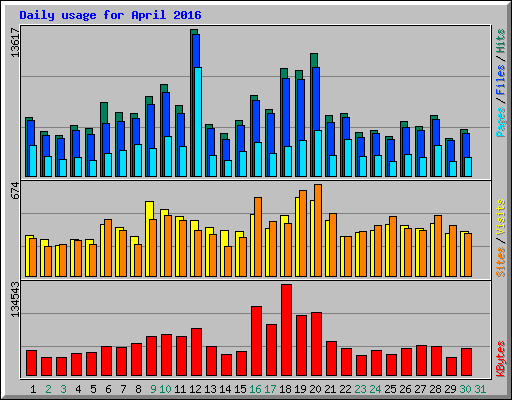 Daily usage for April 2016
13617
Pages / Files / Hits
674
Sites / Visits
134543
KBytes
1 2 3 4 5 6 7 8 9 10 11 12 13 14 15 16 17 18 19 20 21 22 23 24 25 26 27 28 29 30 31